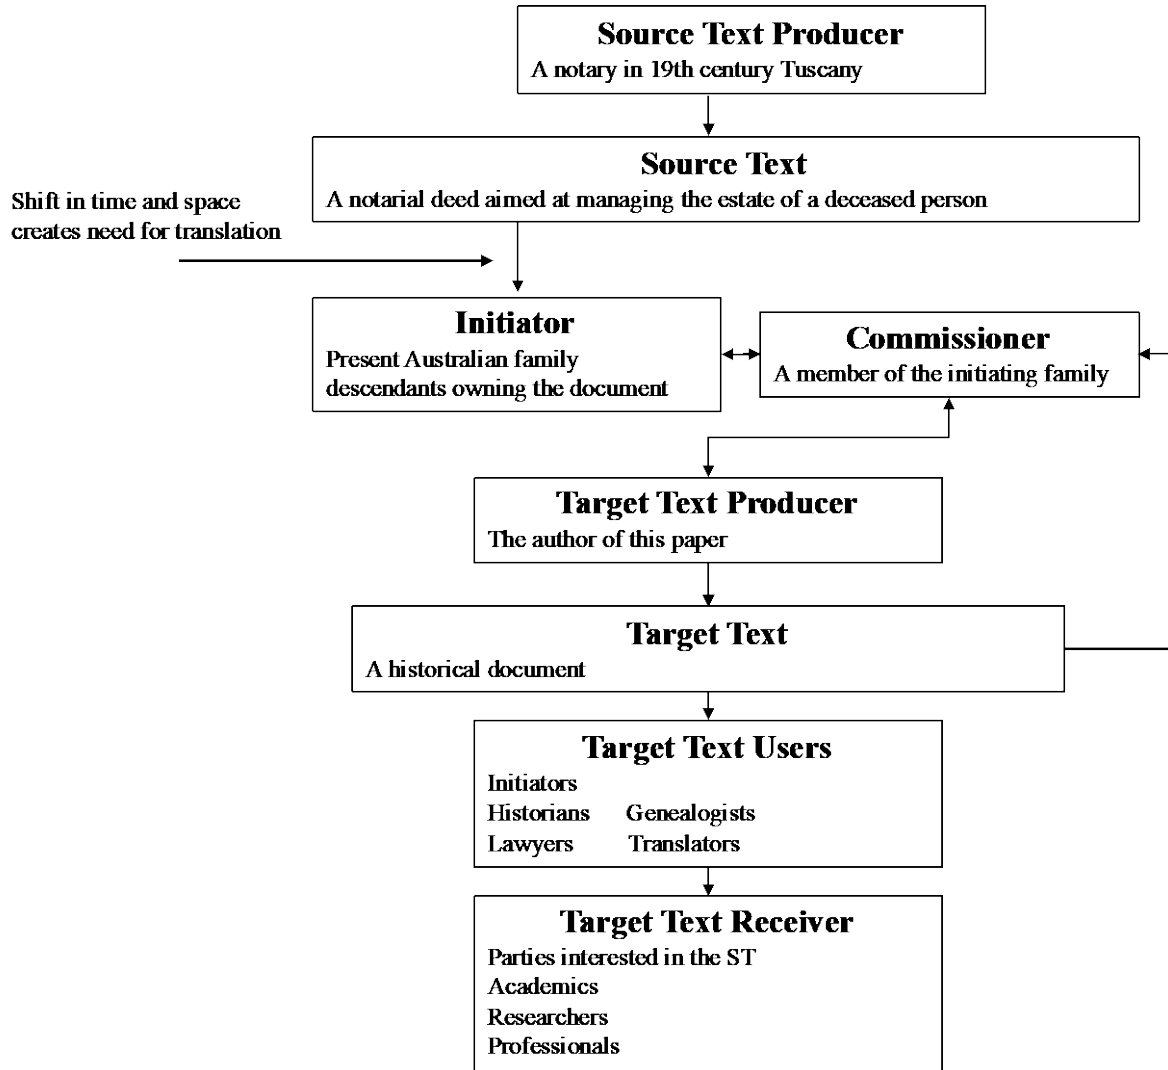 Source Text Producer
A notary in 19th century Tuscany
Source Text
A notarial deed aimed at managing the estate of a deceased person
Shift in time and space
creates need for translation
Initiator
Present Australian family
descendants owning the document
Commissioner
A member of the initiating family
Target Text Producer
The author of this paper
Target Text
A historical document
Target Text Users
Initiators
Historians Genealogists
Lawyers Translators
Target Text Receiver
Parties interested in the ST
Academics
Researchers
Professionals